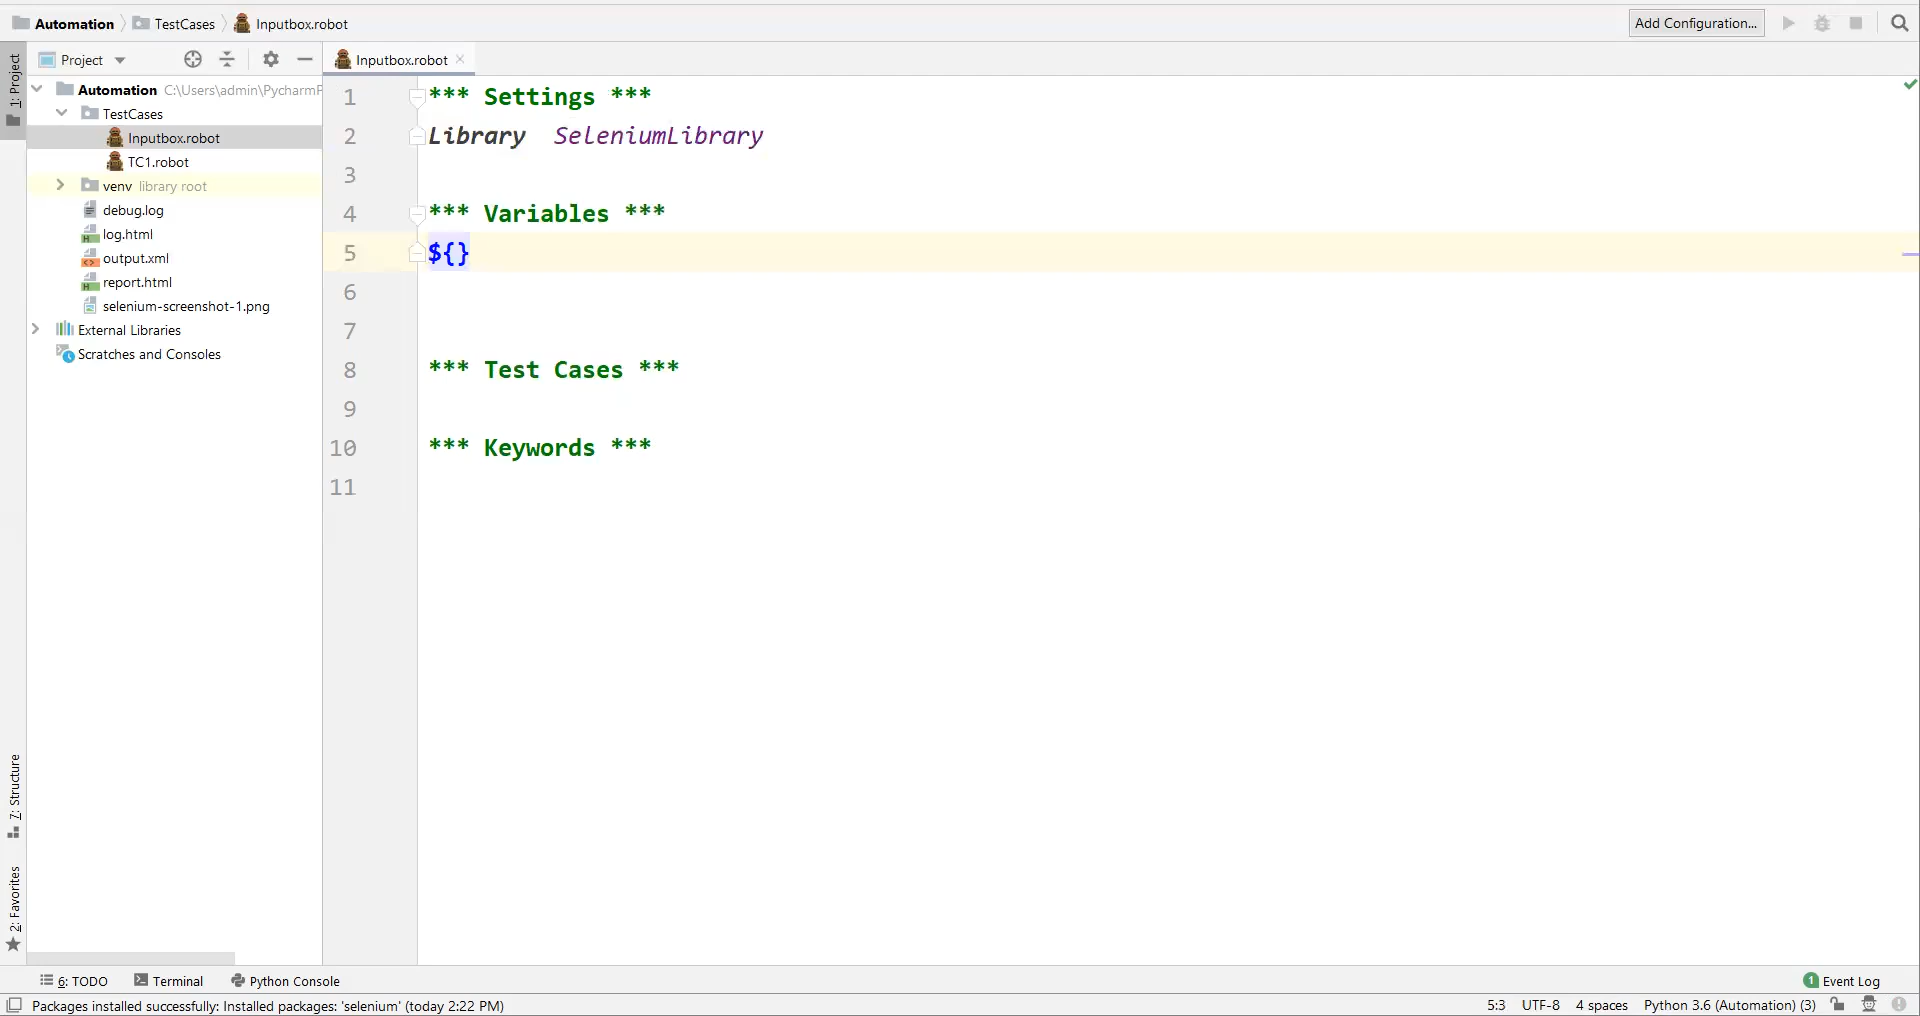 Automation TestCases Inputbox.robot
Add Configuration...
1: Project
Project
Inputbox.robot
Automation C:\Users\admin\PycharmP
TestCases
Inputbox.robot
TC1.robot
venv library root
debug.log
log.html
output.xml
report.html
selenium-screenshot-1.png
External Libraries
Scratches and Consoles
1 *** Settings ***
2 Library SeleniumLibrary
3
4 *** Variables ***
5 ${}
6
7
8 *** Test Cases ***
9
10 *** Keywords ***
11
7: Structure
2: Favorites
6: TODO Terminal Python Console
1 Event Log
Packages installed successfully: Installed packages: 'selenium' (today 2:22 PM)
5:3 UTF-8 4 spaces Python 3.6 (Automation) (3)